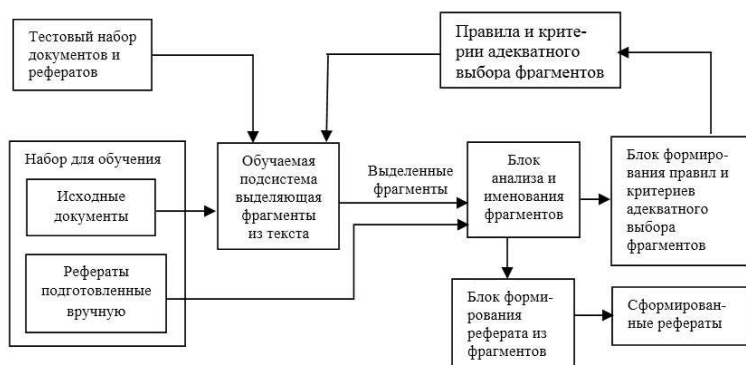 Тестовый набор
документов и
рефератов
Правила и крите-
рии адекватного
выбора фрагментов
Набор для обучения
Исходные
документы
Рефераты
подготовленные
вручную
Обучаемая
подсистема
выделяющая
фрагменты
из текста
Выделенные
фрагменты
Блок
анализа и
именования
фрагментов
Блок формиро-
вания правил и
критериев
адекватного
выбора
фрагментов
Блок форми-
рования
реферата из
фрагментов
Сформирован-
ные рефераты